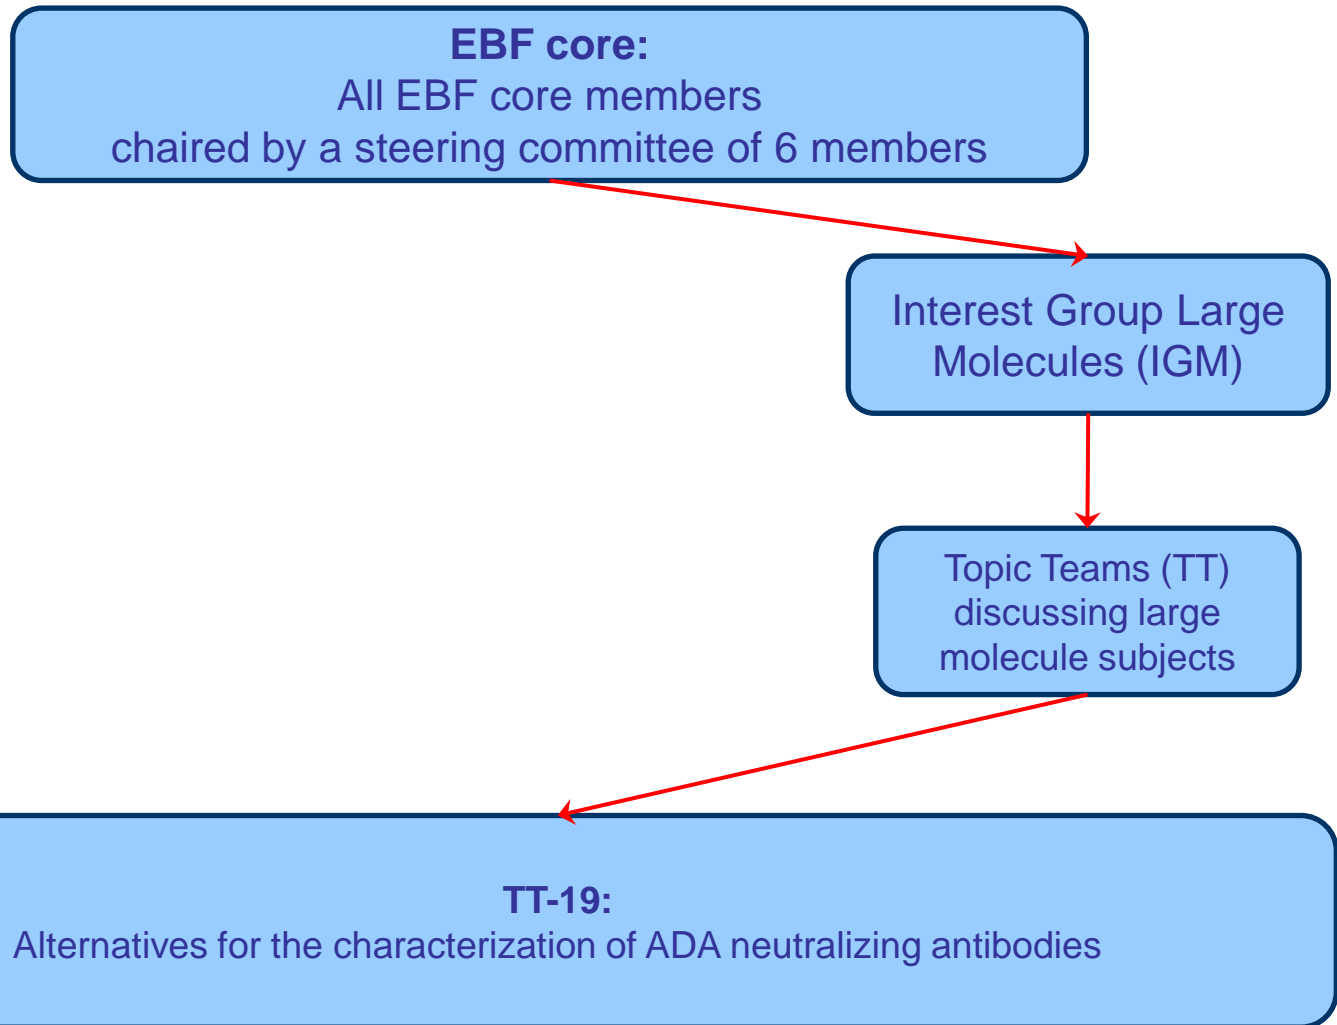 EBF core:
All EBF core members
chaired by a steering committee of 6 members
Interest Group Large
Molecules (IGM)
Topic Teams (TT)
discussing large
molecule subjects
TT-19:
Alternatives for the characterization of ADA neutralizing antibodies